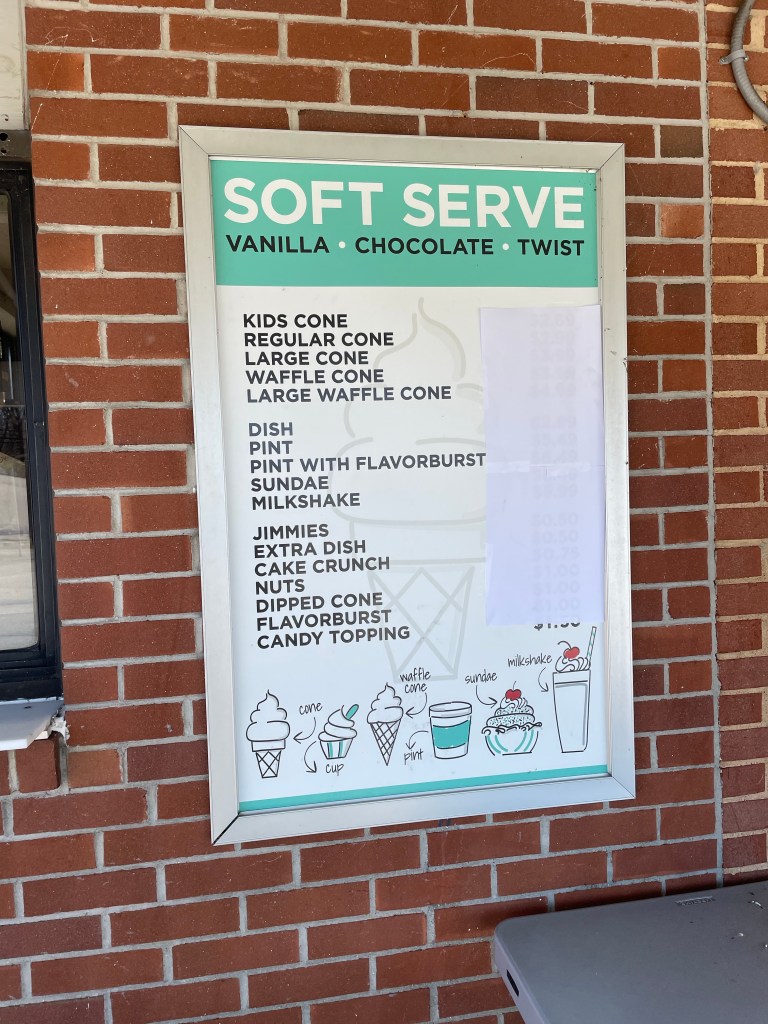 SOFT SERVE
VANILLA • CHOCOLATE • TWIST
KIDS CONE
REGULAR CONE
LARGE CONE
WAFFLE CONE
LARGE WAFFLE CONE
DISH
PINT
PINT WITH FLAVORBURST
SUNDAE
MILKSHAKE
JIMMIES
EXTRA DISH
CAKE CRUNCH
NUTS
DIPPED CONE
FLAVORBURST
CANDY TOPPING
cone
cup
waffle
cone
pint
sundae
milkshake